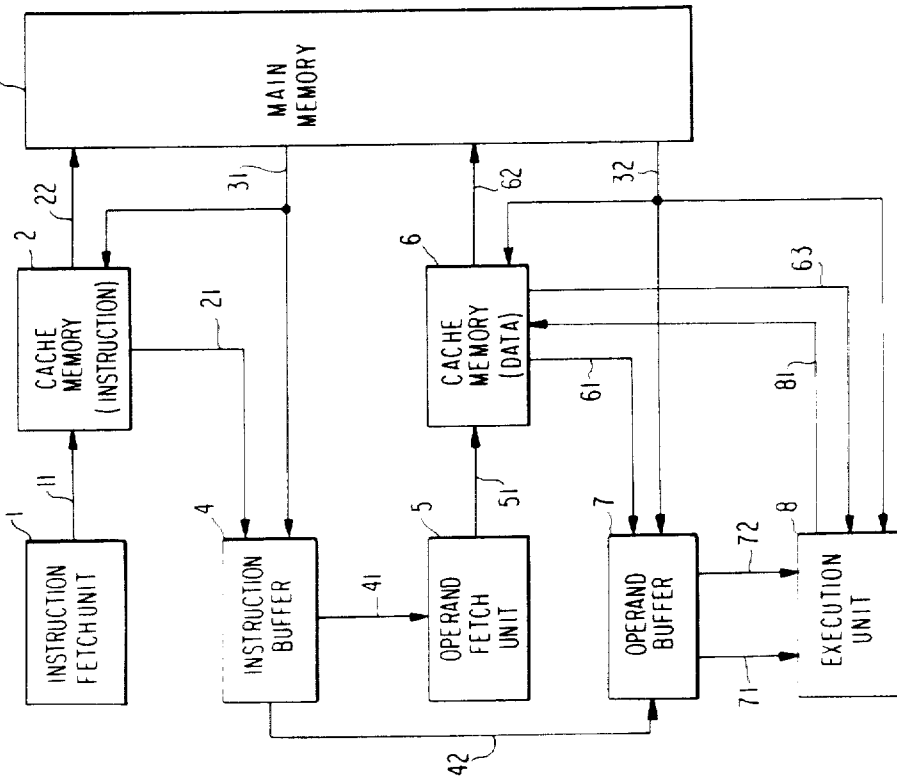 1
INSTRUCTION
FETCH UNIT
11
2
CACHE
MEMORY
(INSTRUCTION)
22
21
31
MAIN
MEMORY
4
INSTRUCTION
BUFFER
41
42
5
OPERAND
FETCH
UNIT
51
6
CACHE
MEMORY
(DATA)
62
61
63
81
32
7
OPERAND
BUFFER
71
72
8
EXECUTION
UNIT